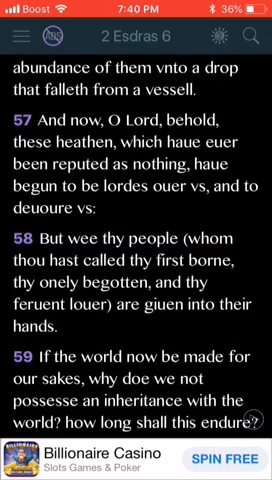 Boost 7:40 PM 36%
ADS 2 Esdras 6
abundance of them vnto a drop
that falleth from a vessell.
57 And now, O Lord, behold,
these heathen, which haue euer
been reputed as nothing, haue
begun to be lordes ouer vs, and to
deuoure vs:
58 But wee thy people (whom
thou hast called thy first borne,
thy onely begotten, and thy
feruent louer) are giuen into their
hands.
59 If the world now be made for
our sakes, why doe we not
possesse an inheritance with the
world? how long shall this endure?
Billionaire Casino
Slots Games & Poker
SPIN FREE